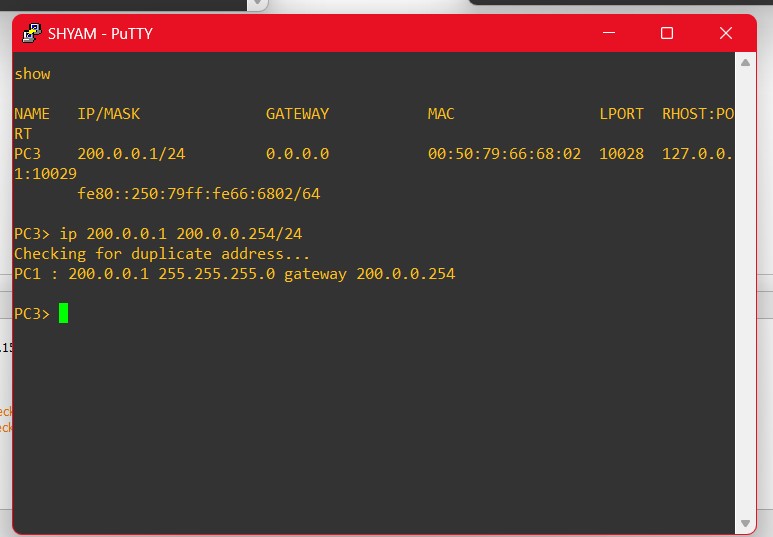 SHYAM - PuTTY
show
NAME IP/MASK GATEWAY MAC LPORT RHOST:PO
RT
PC3 200.0.0.1/24 0.0.0.0 00:50:79:66:68:02 10028 127.0.0.
1:10029
fe80::250:79ff:fe66:6802/64
PC3> ip 200.0.0.1 200.0.0.254/24
Checking for duplicate address...
PC1 : 200.0.0.1 255.255.255.0 gateway 200.0.0.254
PC3>